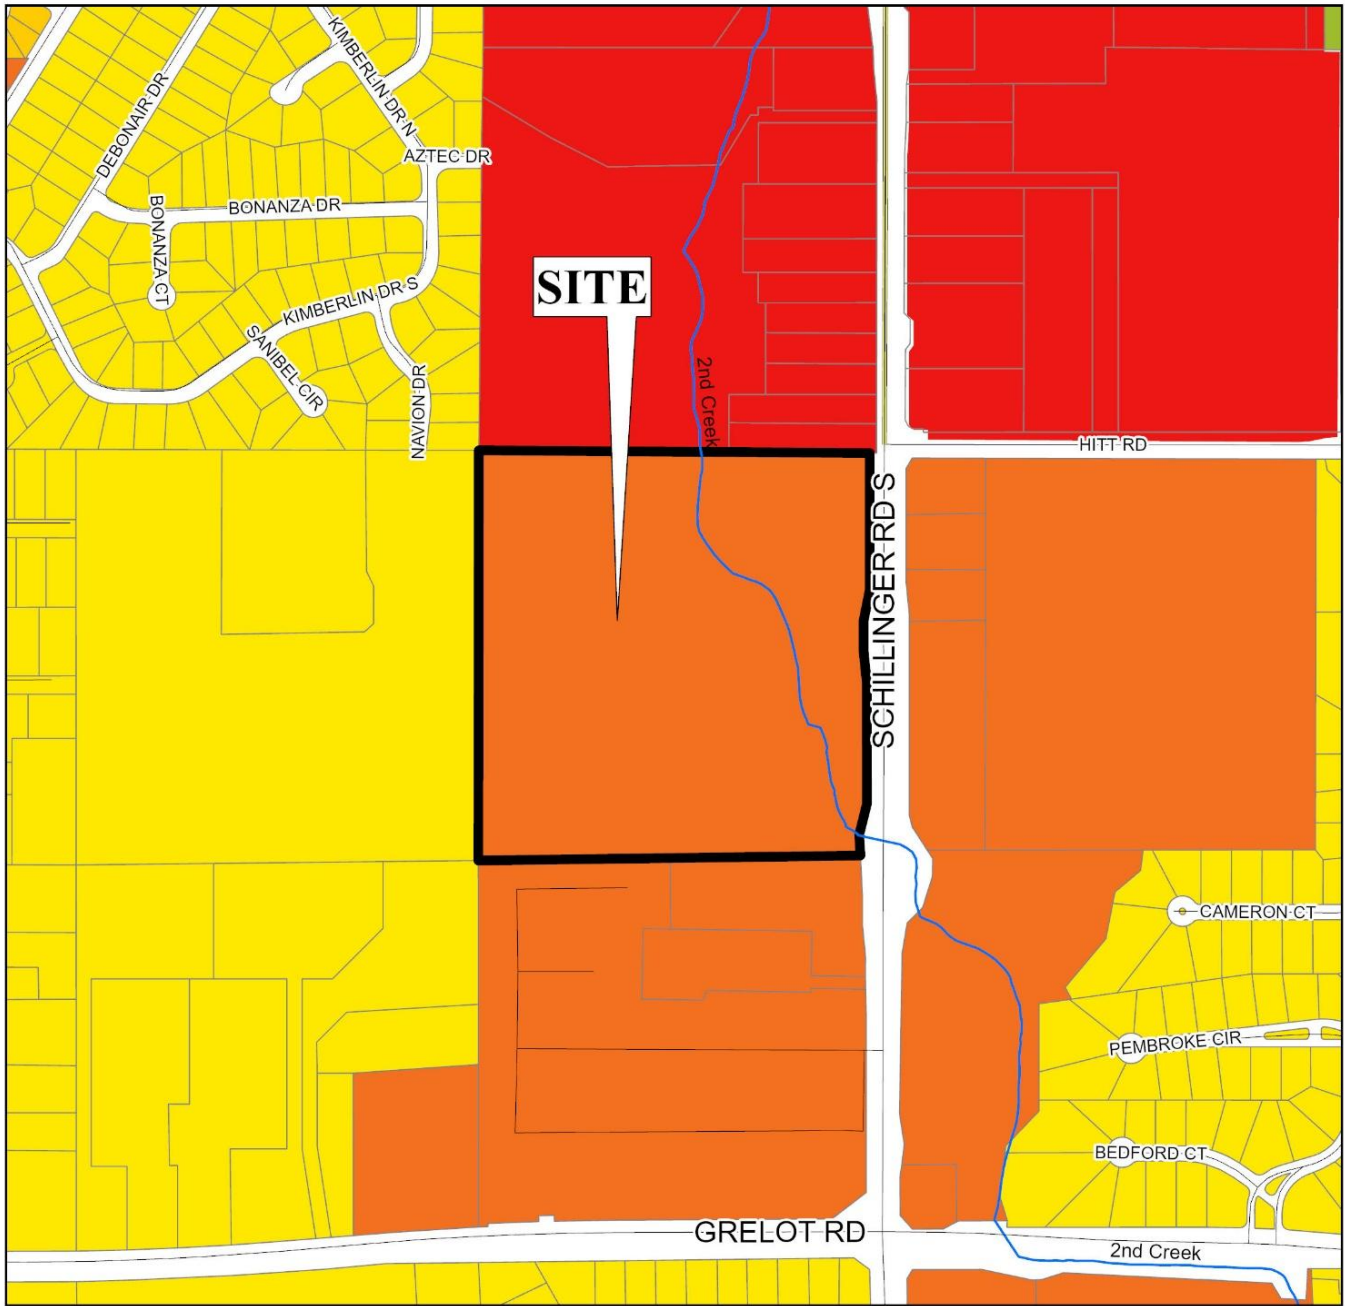 KIMBERLIN DR N
DEBONAIR DR
AZTEC DR
BONANZA DR
BONANZA CT
SITE
KIMBERLIN DR S
SANIBEL CIR
NAVION DR
2nd Creek
HITT RD
SCHILLINGER RD S
CAMERON CT
PEMBROKE CIR
BEDFORD CT
GRELOT RD
2nd Creek